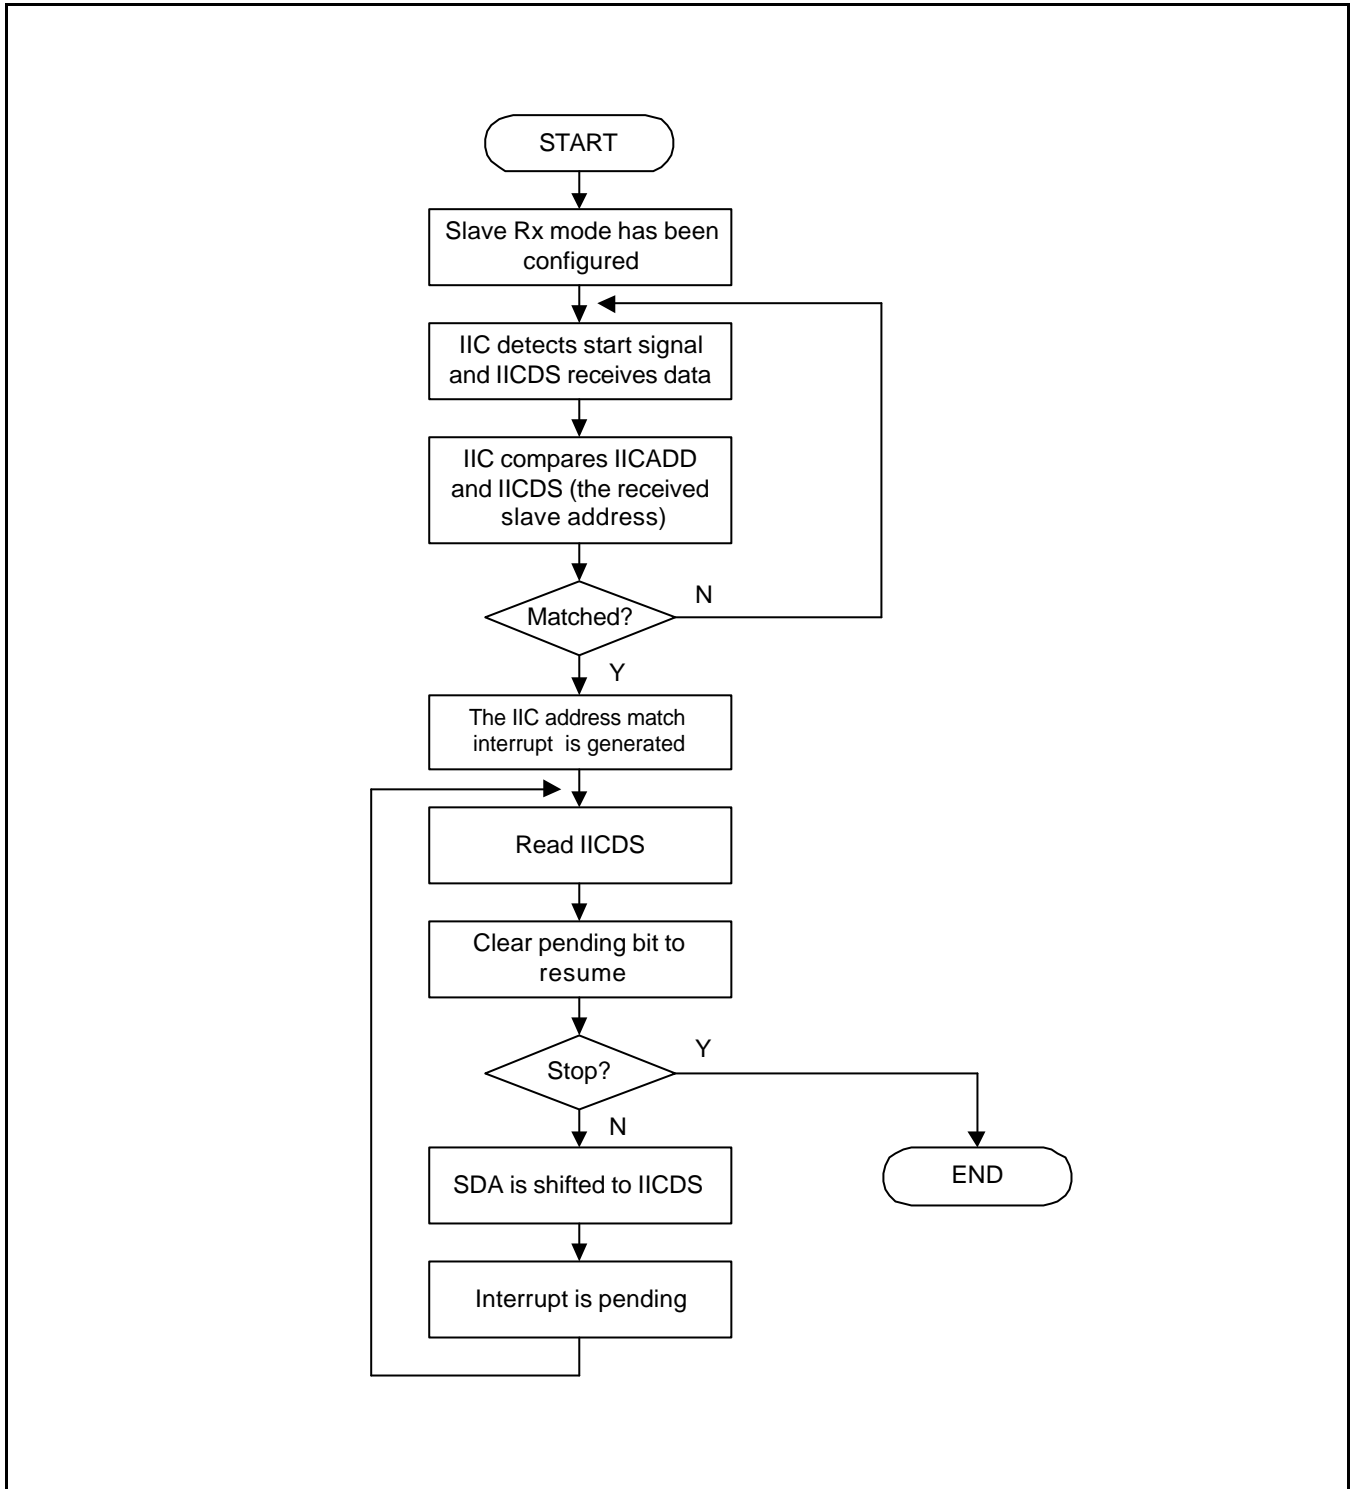 START
Slave Rx mode has been
configured
IIC detects start signal
and IICDS receives data
IIC compares IICADD
and IICDS (the received
slave address)
Matched?
N
Y
The IIC address match
interrupt is generated
Read IICDS
Clear pending bit to
resume
Stop?
Y
N
SDA is shifted to IICDS
END
Interrupt is pending